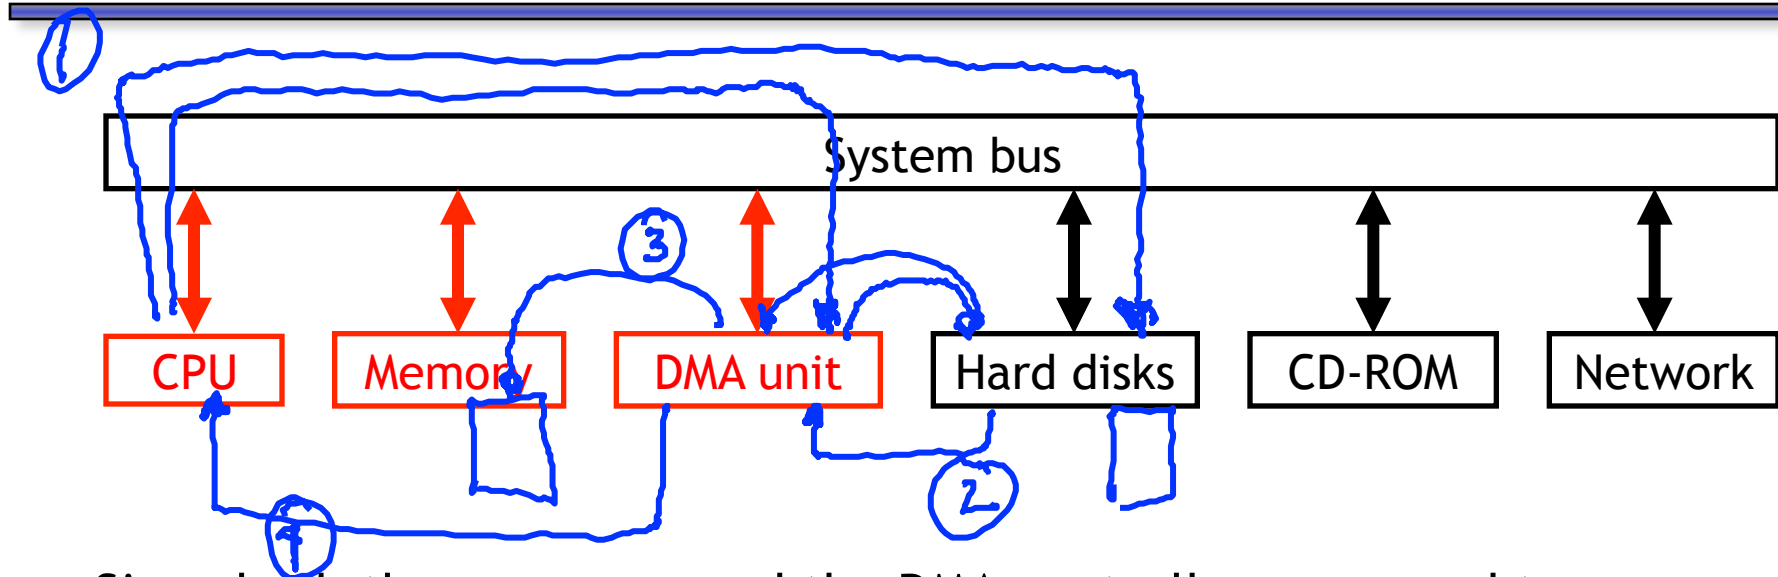 1
System bus
3
CPU Memory DMA unit Hard disks CD-ROM Network
2
4